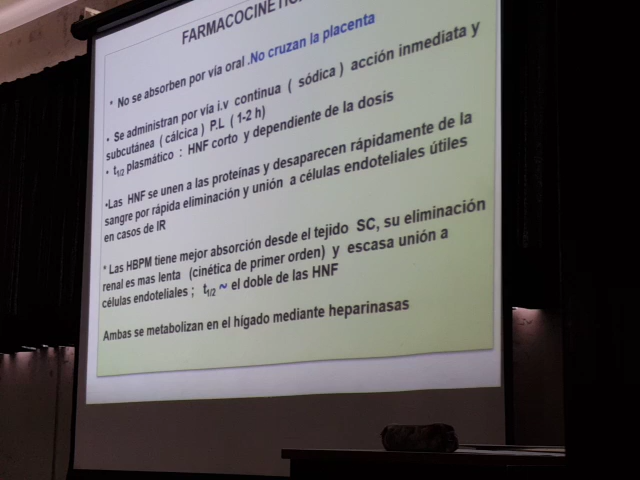 FARMACOCINÉTICA
* No se absorben por vía oral .No cruzan la placenta
• Se administran por vía i.v continua ( sódica ) acción inmediata y
subcutánea ( cálcica ) P.L ( 1-2 h)
• t1/2 plasmático : HNF corto y dependiente de la dosis
•Las HNF se unen a las proteínas y desaparecen rápidamente de la
sangre por rápida eliminación y unión a células endoteliales útiles
en casos de IR
* Las HBPM tiene mejor absorción desde el tejido SC, su eliminación
renal es mas lenta (cinética de primer orden) y escasa unión a
células endoteliales ; t1/2 ~ el doble de las HNF
Ambas se metabolizan en el hígado mediante heparinasas